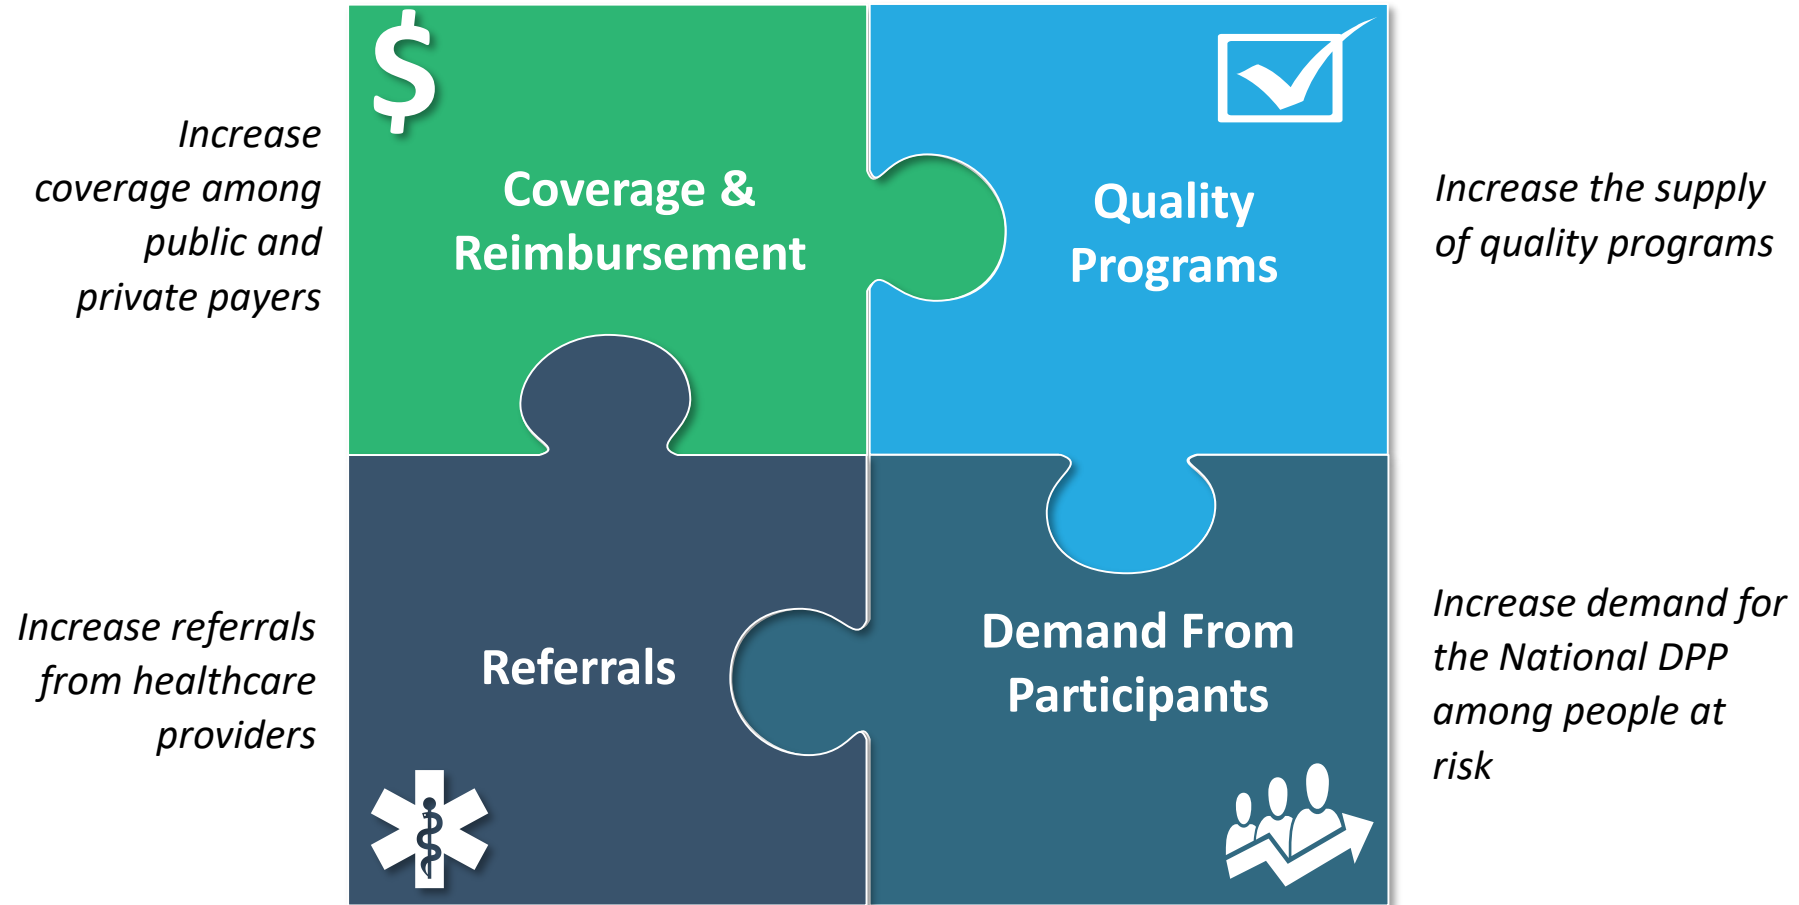 $
Increase
coverage among
public and
private payers
Coverage &
Reimbursement
Quality
Programs
Increase the supply
of quality programs
Increase referrals
from healthcare
providers
Referrals
Demand From
Participants
Increase demand for
the National DPP
among people at
risk